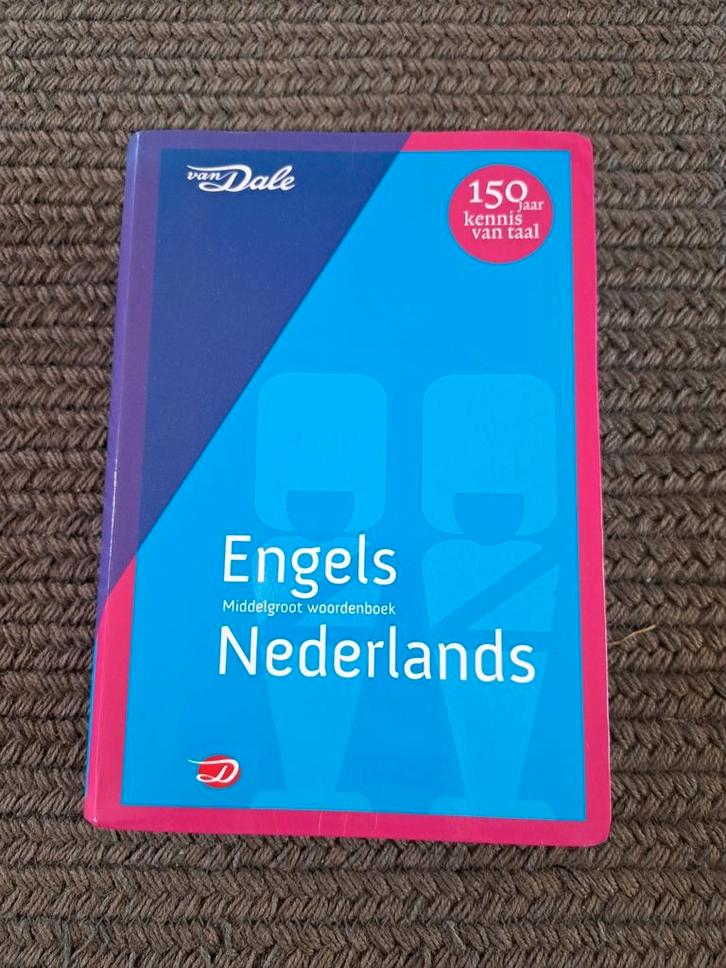 van Dale
150
jaar
kennis
van taal
Engels
Middelgroot woordenboek
Nederlands
D